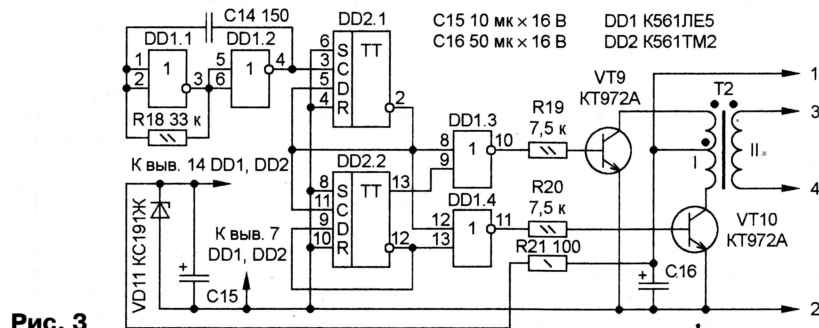 C14 150
DD2.1
C15 10 мк × 16 В
DD1 К561ЛЕ5
C16 50 мк × 16 В
DD2 К561ТМ2
DD1.1
DD1.2
1
2
1
3
5
6
1
4
6
3
5
4
S
C
D
R
TT
2
R18 33 к
VT9
КТ972А
T2
1
3
4
I
II
DD1.3
8
9
1
10
R19
7,5 к
К выв. 14 DD1, DD2
DD2.2
8
11
9
10
S
C
D
R
TT
13
12
DD1.4
12
13
1
11
R20
7,5 к
R21 100
VT10
КТ972А
VD11 КС191Ж
К выв. 7
DD1, DD2
+
C15
+
C16
2
Рис. 3